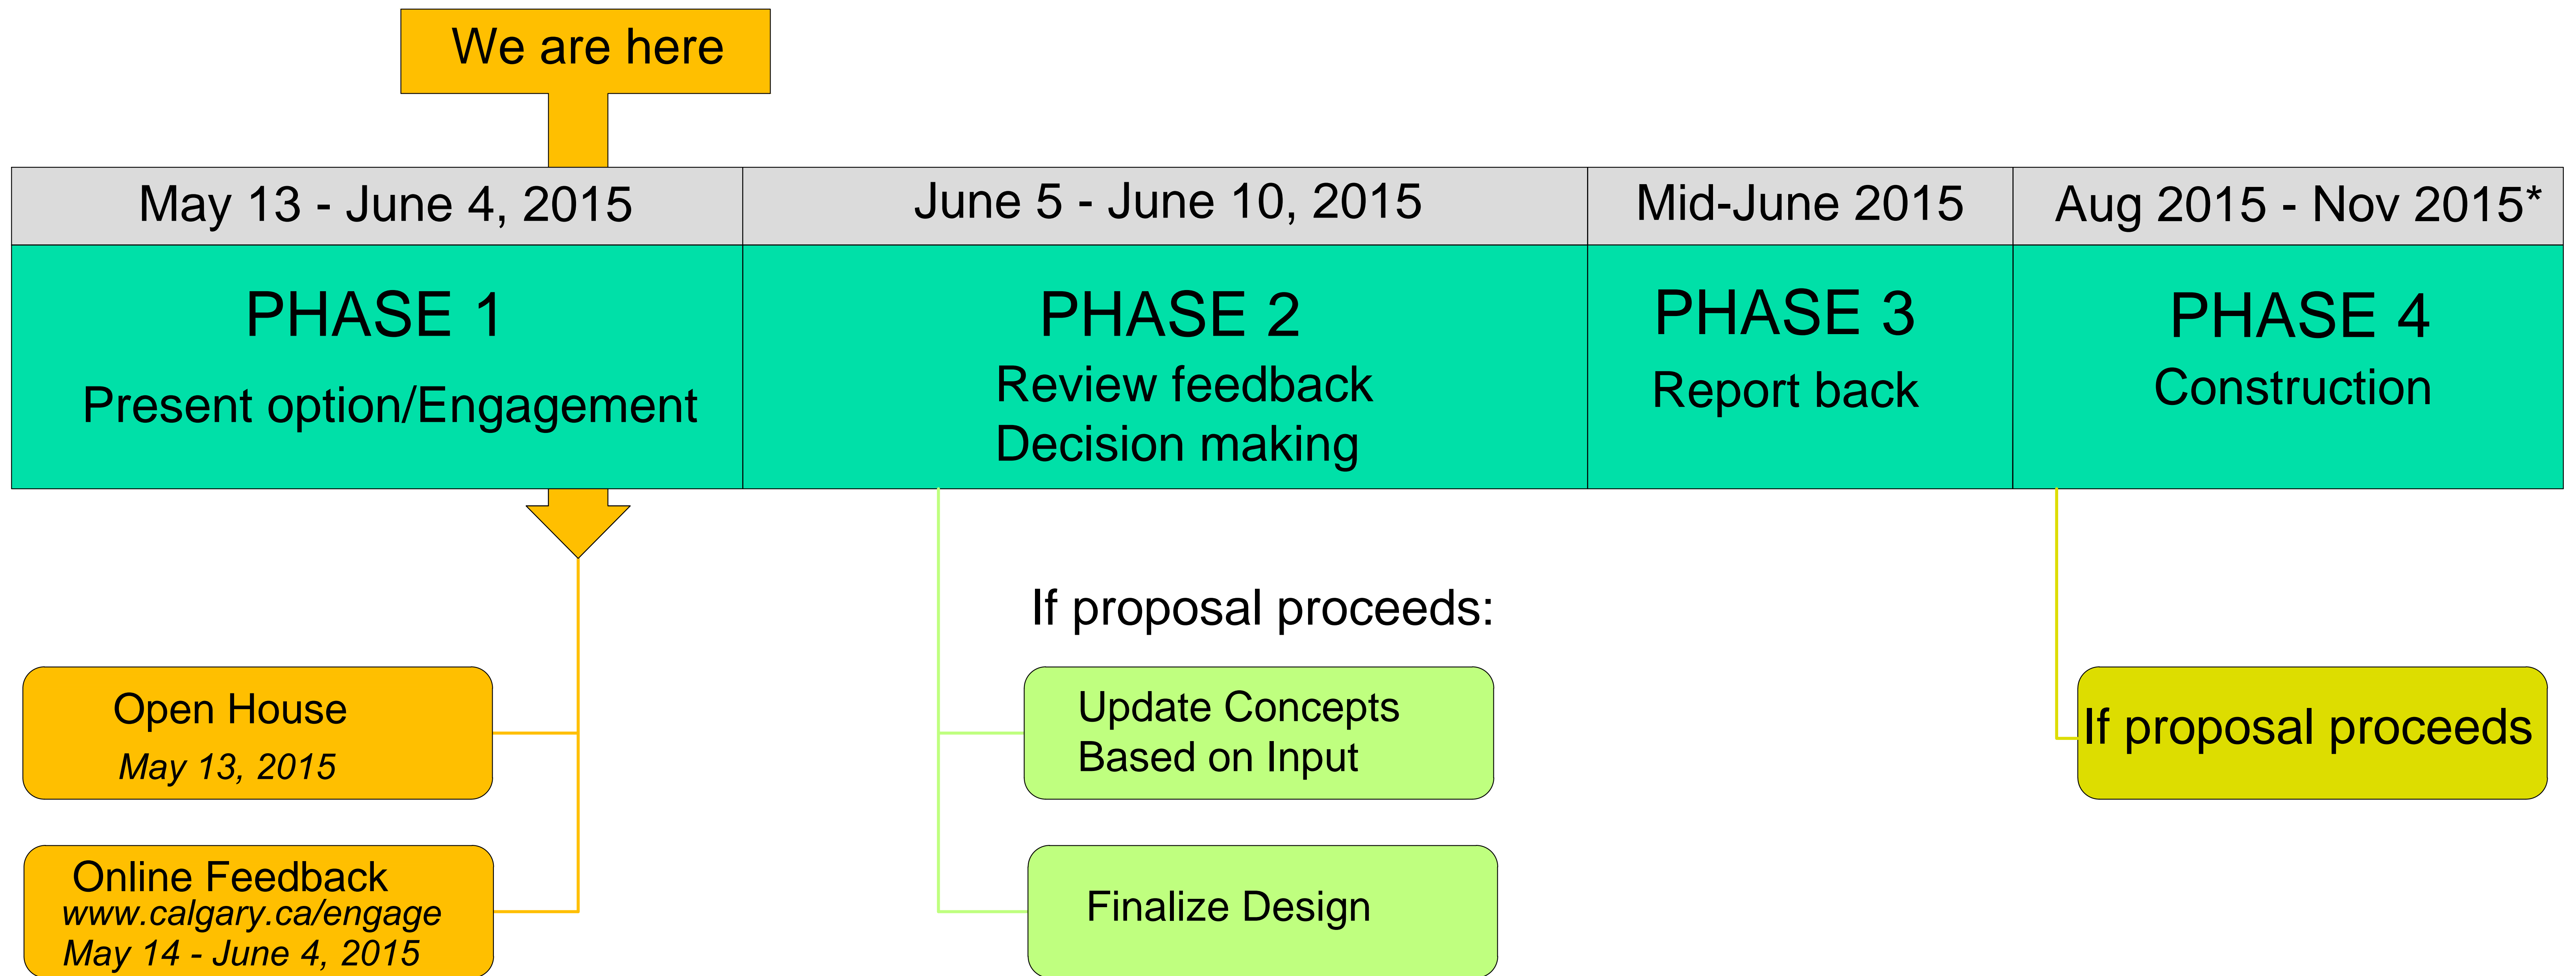 We are here
May 13 - June 4, 2015
June 5 - June 10, 2015
Mid-June 2015
Aug 2015 - Nov 2015*
PHASE 1
Present option/Engagement
PHASE 2
Review feedback
Decision making
PHASE 3
Report back
PHASE 4
Construction
Open House
May 13, 2015
Online Feedback
www.calgary.ca/engage
May 14 - June 4, 2015
If proposal proceeds:
Update Concepts
Based on Input
Finalize Design
If proposal proceeds